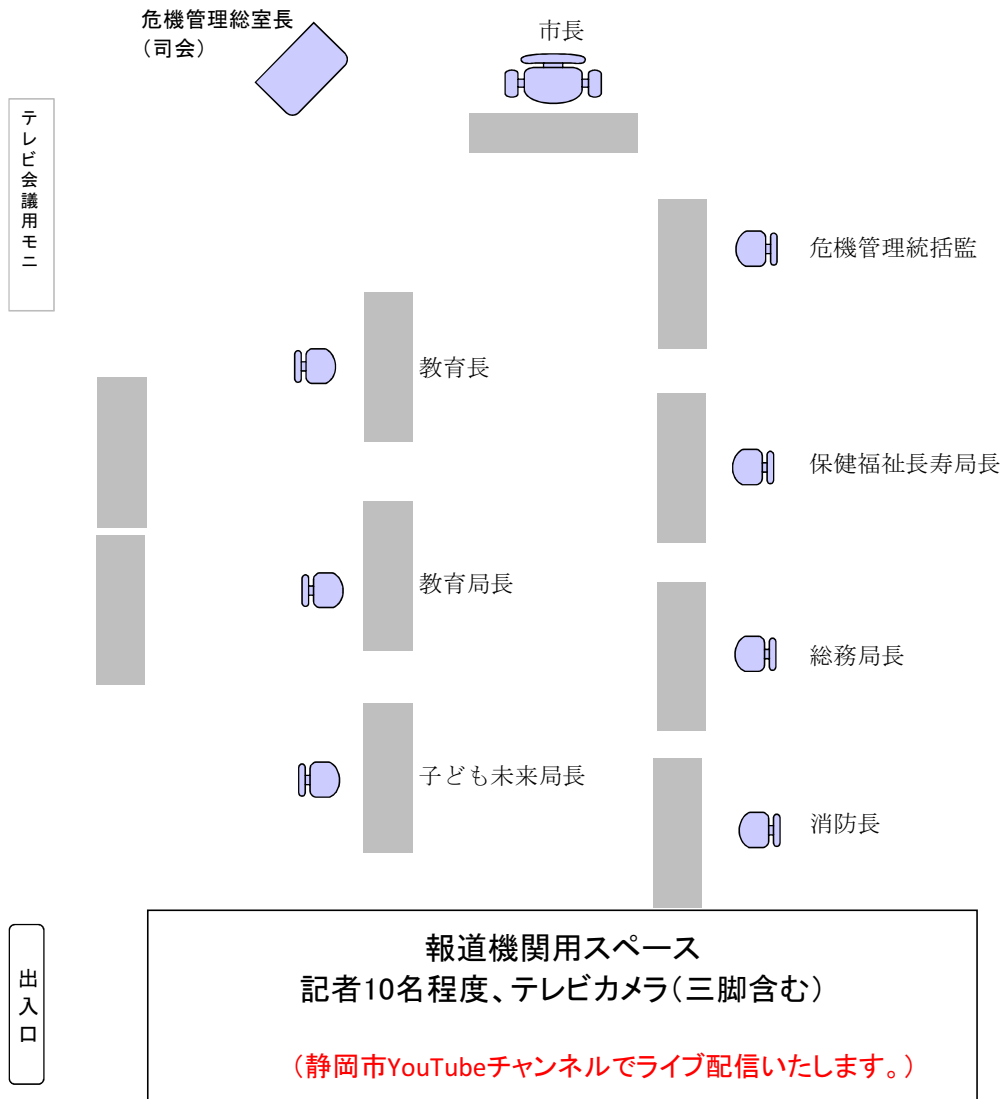 危機管理総室長
（司会）
市長
テレビ会議用モニ
危機管理統括監
教育長
保健福祉長寿局長
教育局長
総務局長
子ども未来局長
消防長
出入口
報道機関用スペース
記者10名程度、テレビカメラ（三脚含む）
（静岡市YouTubeチャンネルでライブ配信いたします。）